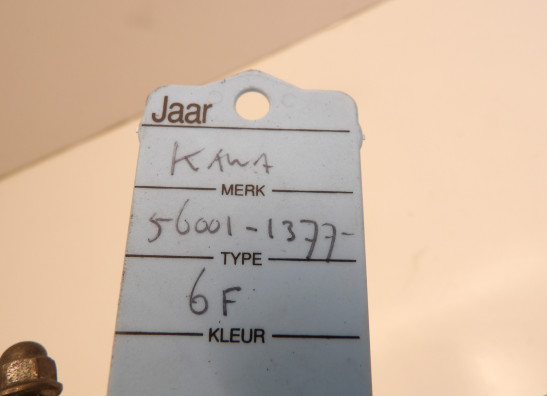 Jaar
KAWA
MERK
56001-1377-
TYPE
6F
KLEUR